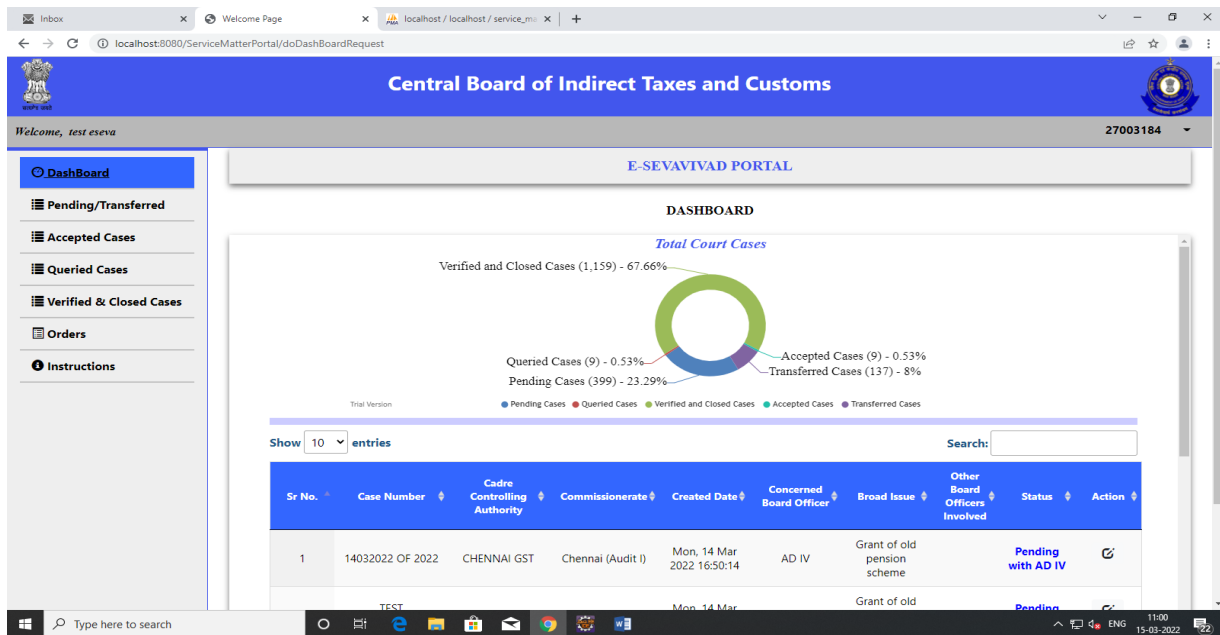 Inbox
Welcome Page
localhost / localhost / service_ma
localhost:8080/ServiceMatterPortal/doDashBoardRequest
Central Board of Indirect Taxes and Customs
Welcome, test eseva
27003184
DashBoard
Pending/Transferred
Accepted Cases
Queried Cases
Verified & Closed Cases
Orders
Instructions
E-SEVAVIVAD PORTAL
DASHBOARD
Total Court Cases
Verified and Closed Cases (1,159) - 67.66%
Queried Cases (9) - 0.53%
Accepted Cases (9) - 0.53%
Pending Cases (399) - 23.29%
Transferred Cases (137) - 8%
Trial Version
Pending Cases Queried Cases Verified and Closed Cases Accepted Cases Transferred Cases
Show 10 entries
Search:
Sr No. Case Number Cadre Controlling Authority Commissionerate Created Date Concerned Board Officer Broad Issue Other Board Officers Involved Status Action
1 14032022 OF 2022 CHENNAI GST Chennai (Audit I) Mon, 14 Mar 2022 16:50:14 AD IV Grant of old pension scheme Pending with AD IV
TEST Mon, 14 Mar Grant of old Pending
Type here to search
ENG
11:00
15-03-2022
22